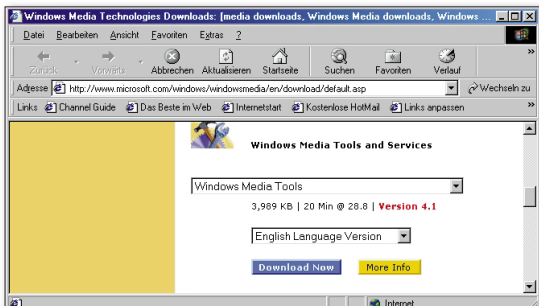 Windows Media Technologies Downloads: [media downloads, Windows Media downloads, Windows ...
Datei Bearbeiten Ansicht Favoriten Extras ?
Zurück Vorwärts Abbrechen Aktualisieren Startseite Suchen Favoriten Verlauf »
Adresse http://www.microsoft.com/windows/windowsmedia/en/download/default.asp Wechseln zu
Links Channel Guide Das Beste im Web Internetstart Kostenlose HotMail Links anpassen »
Windows Media Tools and Services
Windows Media Tools
3,989 KB | 20 Min @ 28.8 | Version 4.1
English Language Version
Download Now More Info
Internet